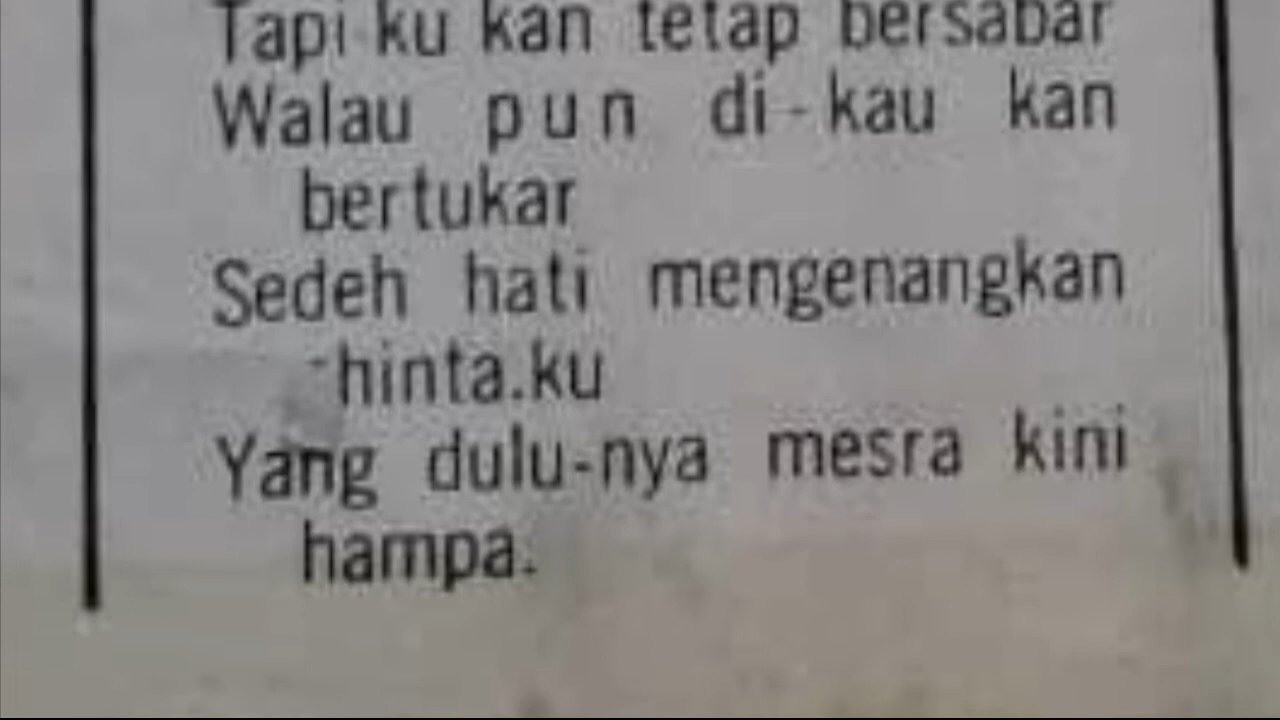 Tapi ku kan tetap bersabar
Walau pun di-kau kan
bertukar
Sedeh hati mengenangkan
hinta.ku
Yang dulu-nya mesra kini
hampa.